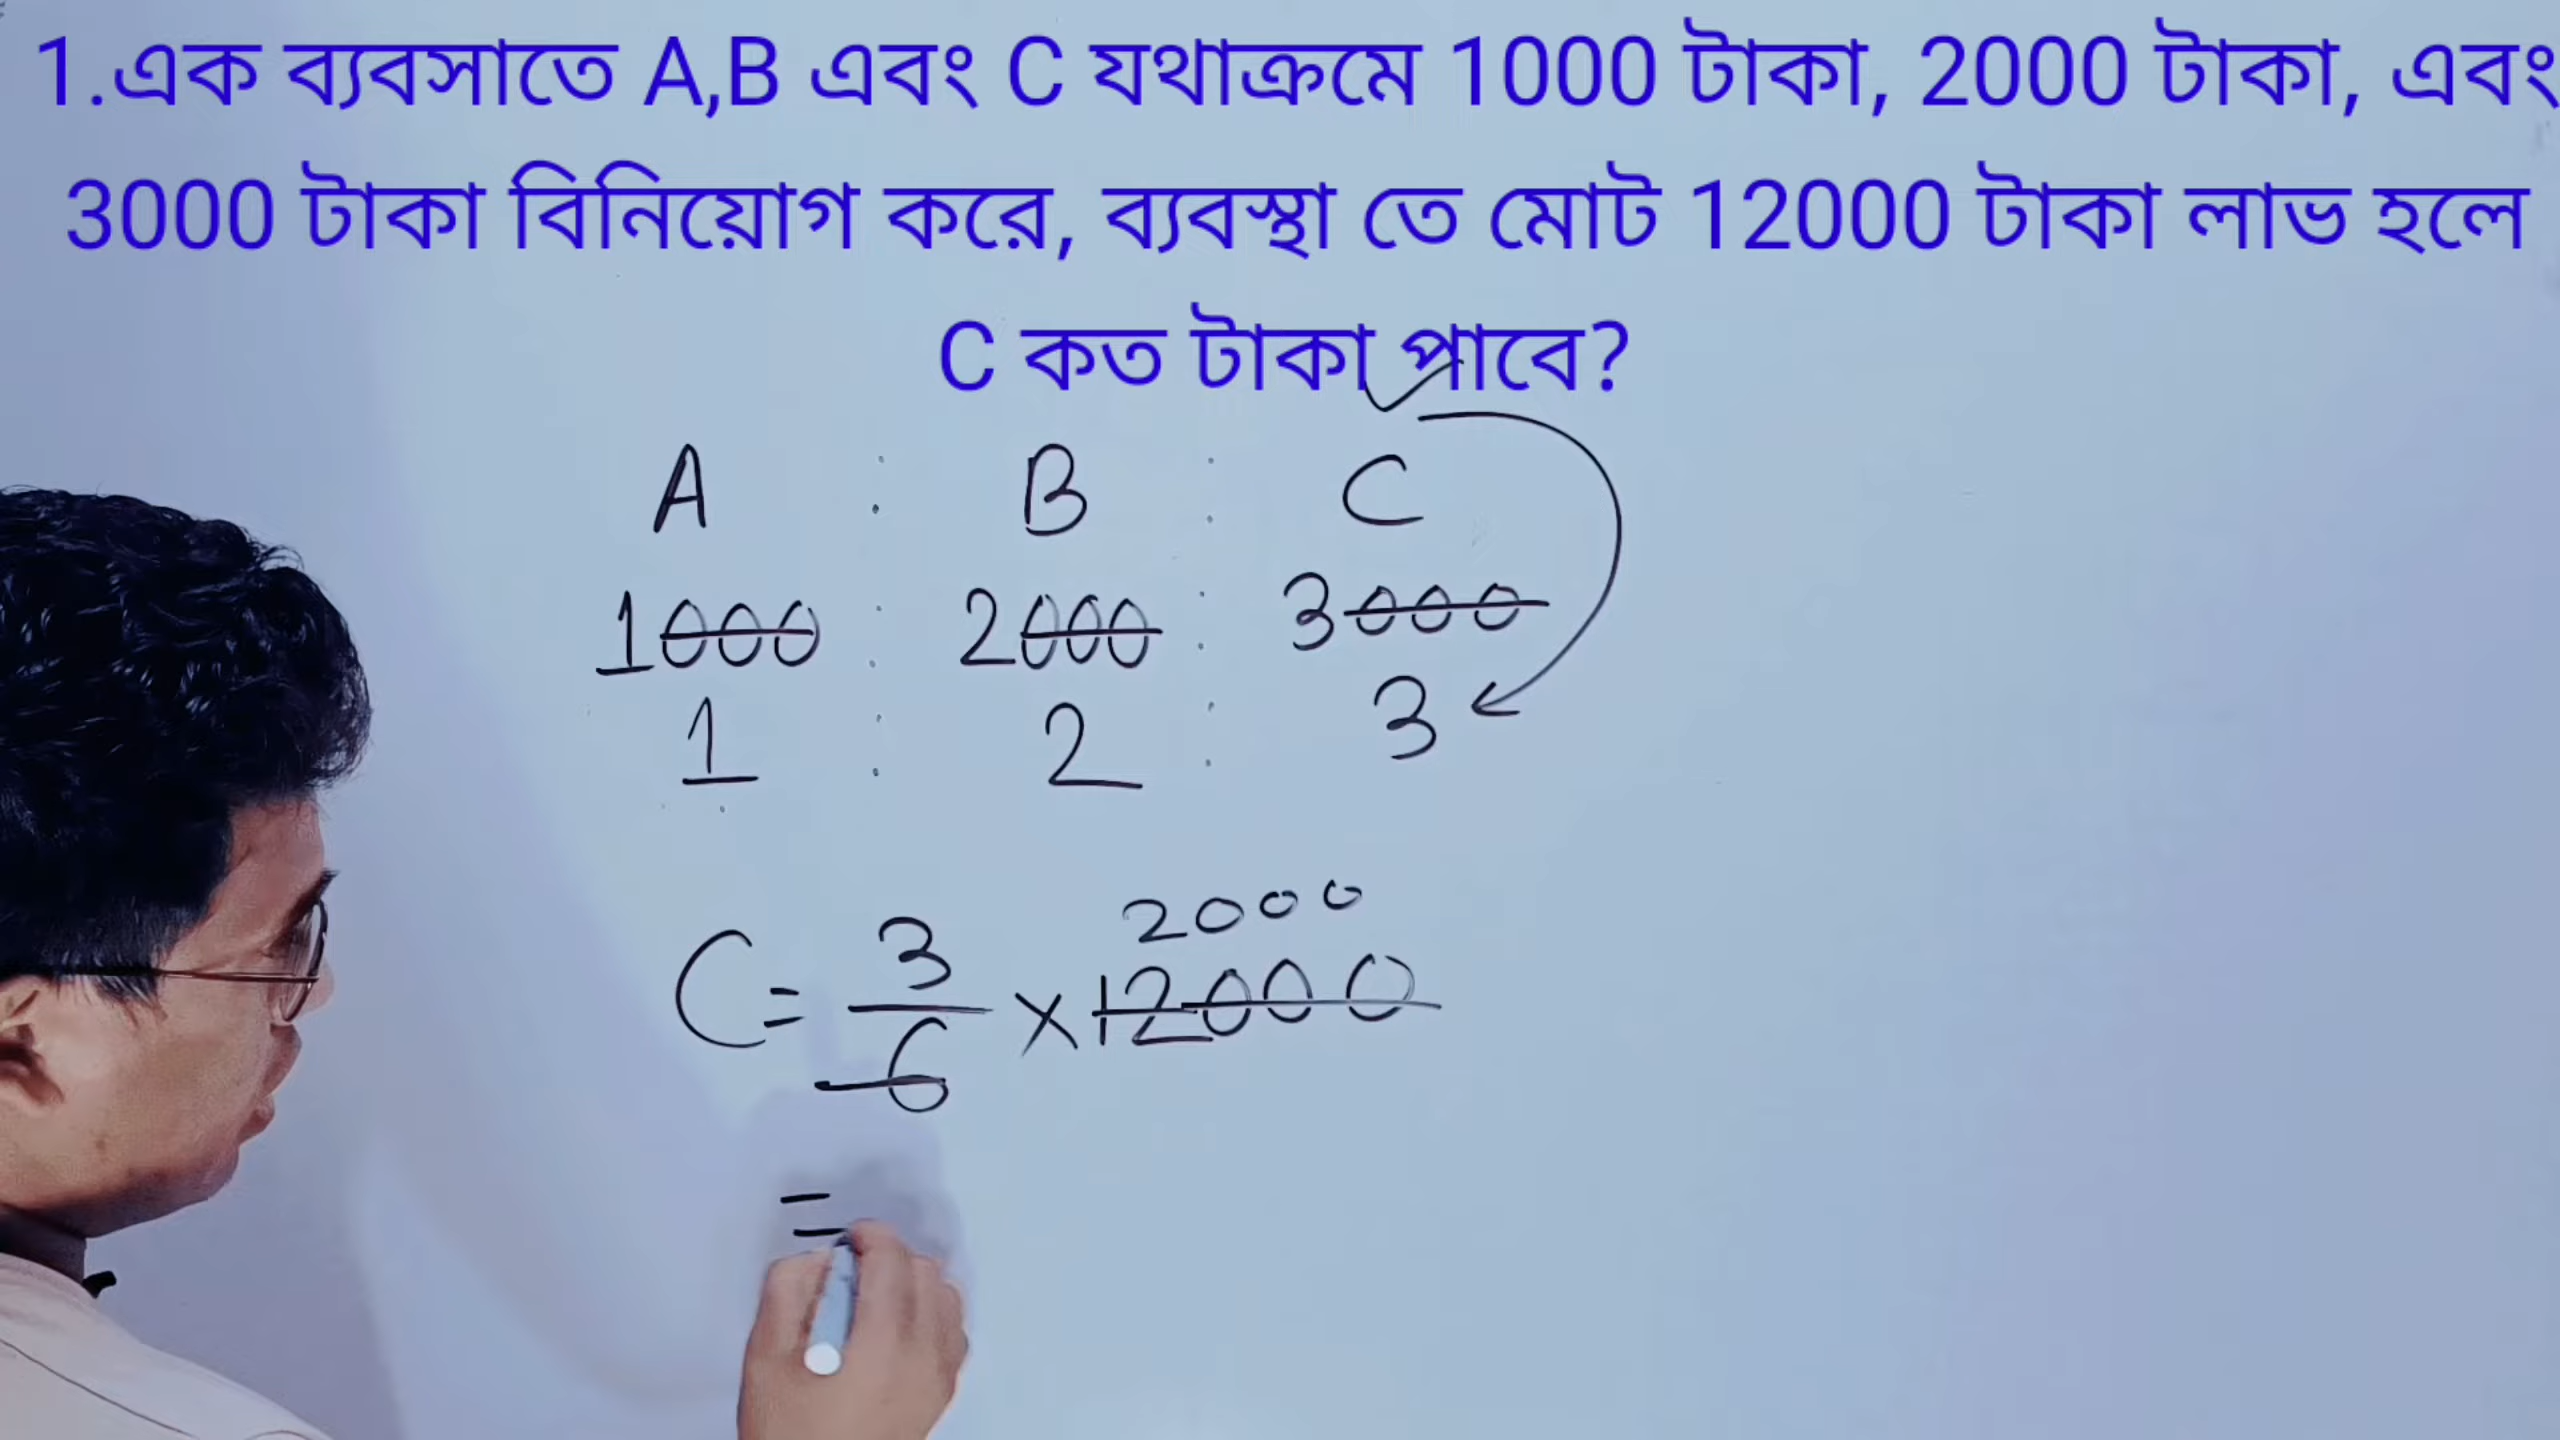 1.এক ব্যবসাতে A,B এবং C যথাক্রমে 1000 টাকা, 2000 টাকা, এবং
3000 টাকা বিনিয়োগ করে, ব্যবস্থা তে মোট 12000 টাকা লাভ হলে
C কত টাকা পাবে?
A : B : C
1000 : 2000 : 3000
1 : 2 : 3
2000
C = 3/6 × 12000
=